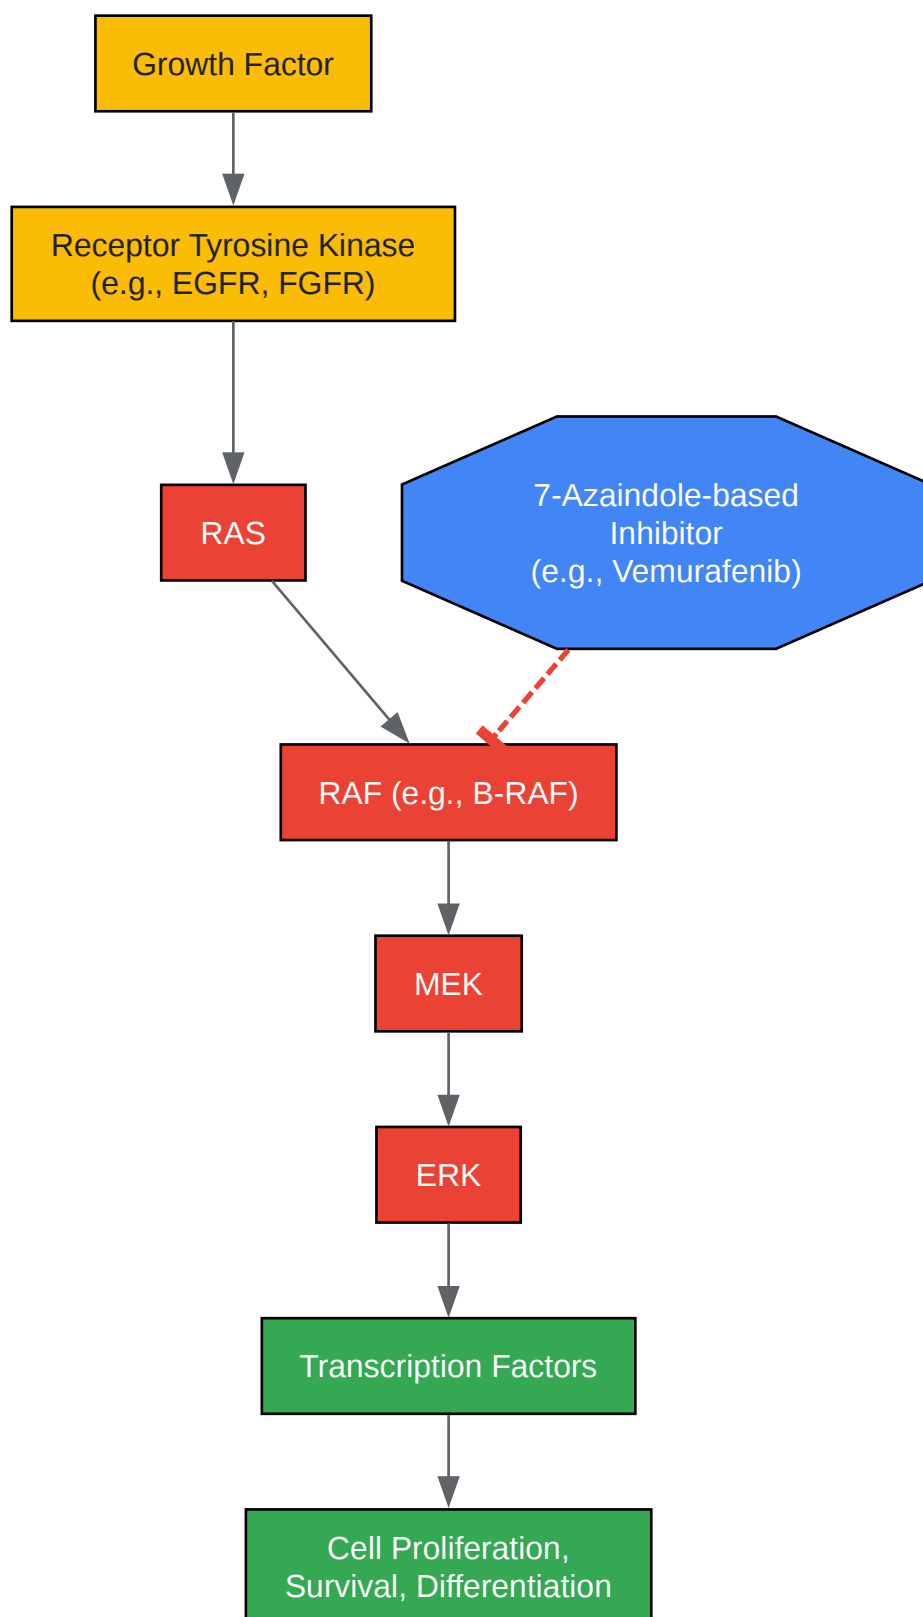 Growth Factor
Receptor Tyrosine Kinase
(e.g., EGFR, FGFR)
RAS
7-Azaindole-based
Inhibitor
(e.g., Vemurafenib)
RAF (e.g., B-RAF)
MEK
ERK
Transcription Factors
Cell Proliferation,
Survival, Differentiation